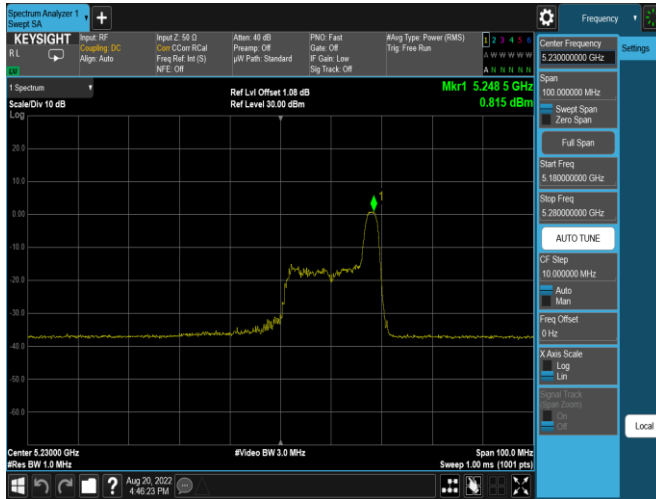 Spectrum Analyzer 1
Swept SA
+
Frequency
KEYSIGHT
R L
LU
Input: RF
Coupling: DC
Align: Auto
Input Z: 50 Ω
Corr CCorr RCal
Freq Ref: Int (S)
NFE: Off
Atten: 40 dB
Preamp: Off
µW Path: Standard
PNO: Fast
Gate: Off
IF Gain: Low
Sig Track: Off
#Avg Type: Power (RMS)
Trig: Free Run
1 2 3 4 5 6
A W W W W W
A N N N N N
1 Spectrum
Scale/Div 10 dB
Log
Ref Lvl Offset 1.08 dB
Ref Level 30.00 dBm
Mkr1 5.248 5 GHz
0.815 dBm
20.0
10.0
0.00
-10.0
-20.0
-30.0
-40.0
-50.0
-60.0
1
Center 5.23000 GHz
#Res BW 1.0 MHz
#Video BW 3.0 MHz
Span 100.0 MHz
Sweep 1.00 ms (1001 pts)
Aug 20, 2022
4:46:23 PM
Center Frequency
5.230000000 GHz
Settings
Span
100.000000 MHz
Swept Span
Zero Span
Full Span
Start Freq
5.180000000 GHz
Stop Freq
5.280000000 GHz
AUTO TUNE
CF Step
10.000000 MHz
Auto
Man
Freq Offset
0 Hz
X Axis Scale
Log
Lin
Signal Track
(Span Zoom)
On
Off
Local